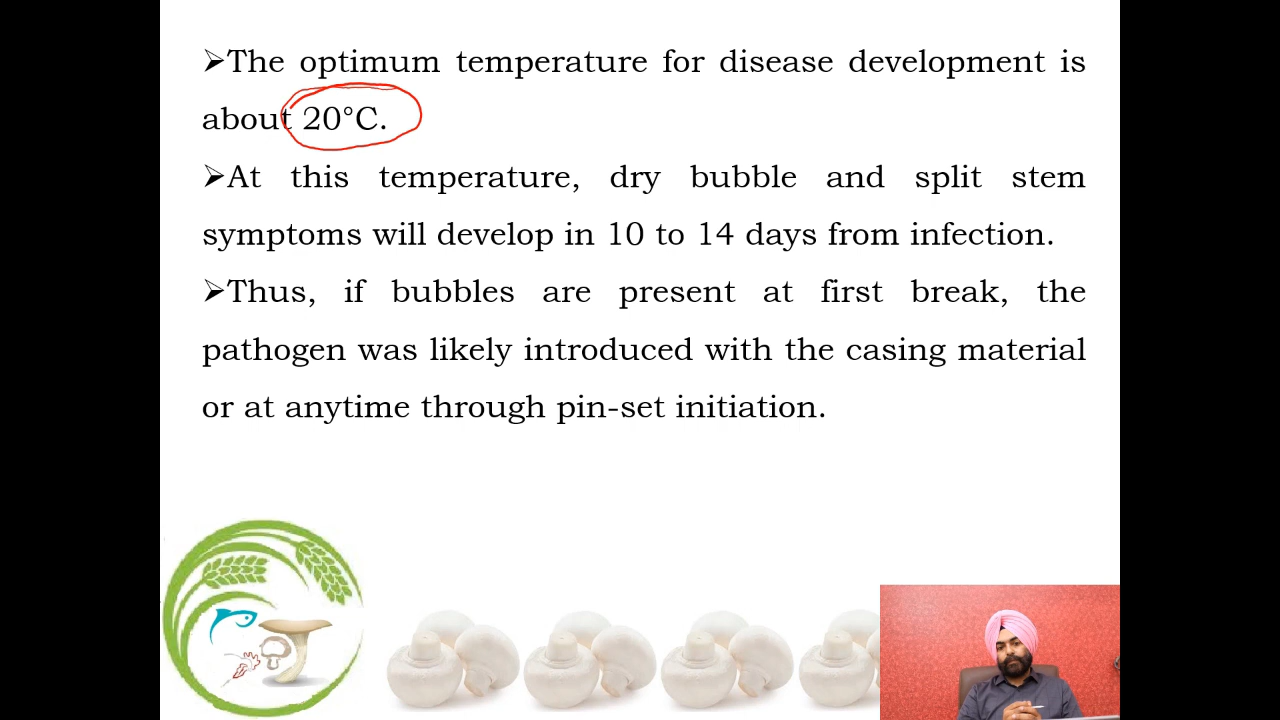 ➢The optimum temperature for disease development is
about 20°C.
➢At this temperature, dry bubble and split stem
symptoms will develop in 10 to 14 days from infection.
➢Thus, if bubbles are present at first break, the
pathogen was likely introduced with the casing material
or at anytime through pin-set initiation.